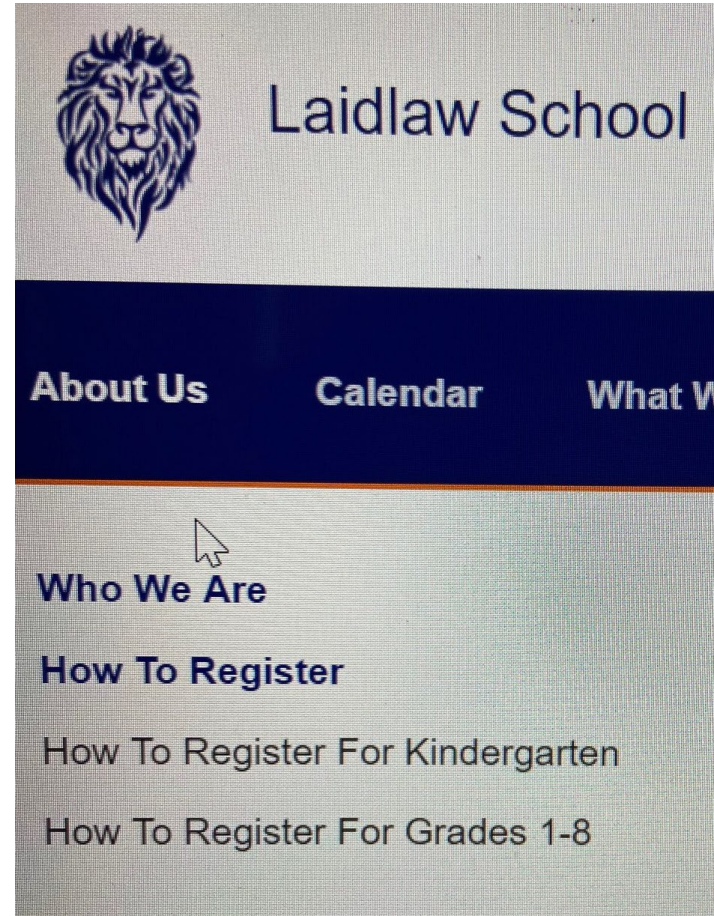 Laidlaw School
About Us Calendar What W
Who We Are
How To Register
How To Register For Kindergarten
How To Register For Grades 1-8